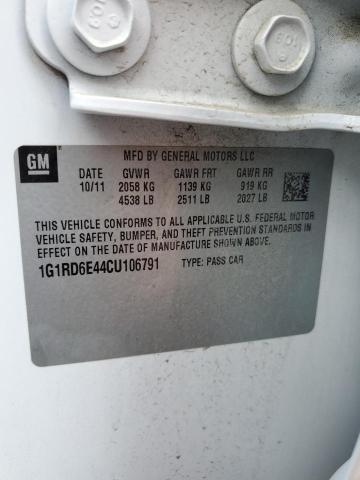 MFD BY GENERAL MOTORS LLC
GM
DATE GVWR GAWR FRT GAWR RR
10/11 2058 KG 1139 KG 919 KG
4538 LB 2511 LB 2027 LB
THIS VEHICLE CONFORMS TO ALL APPLICABLE U.S. FEDERAL MOTOR
VEHICLE SAFETY, BUMPER, AND THEFT PREVENTION STANDARDS IN
EFFECT ON THE DATE OF MANUFACTURE SHOWN ABOVE.
1G1RD6E44CU106791 TYPE: PASS CAR